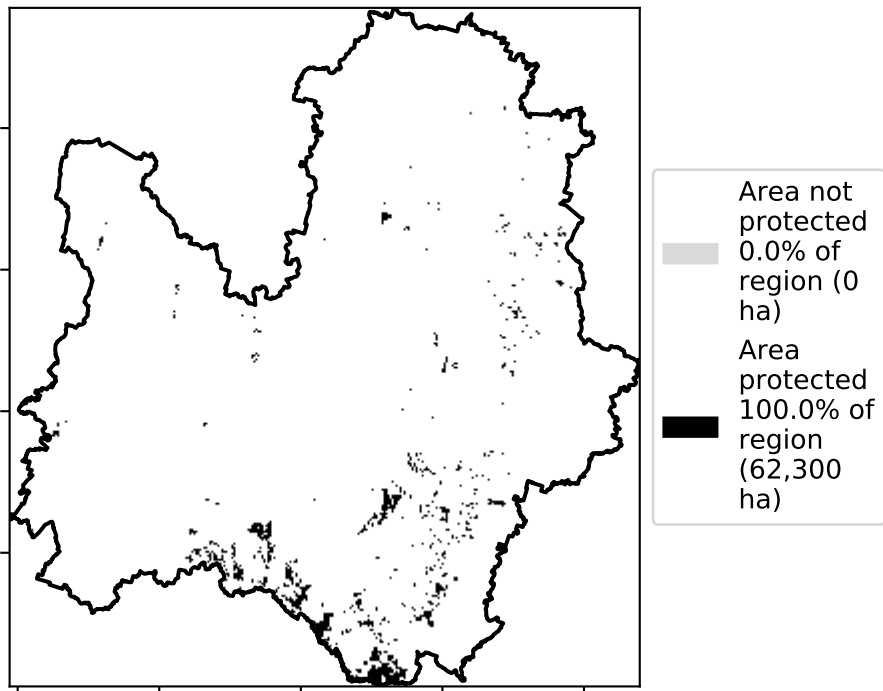 Area not
protected
0.0% of
region (0
ha)
Area
protected
100.0% of
region
(62,300
ha)